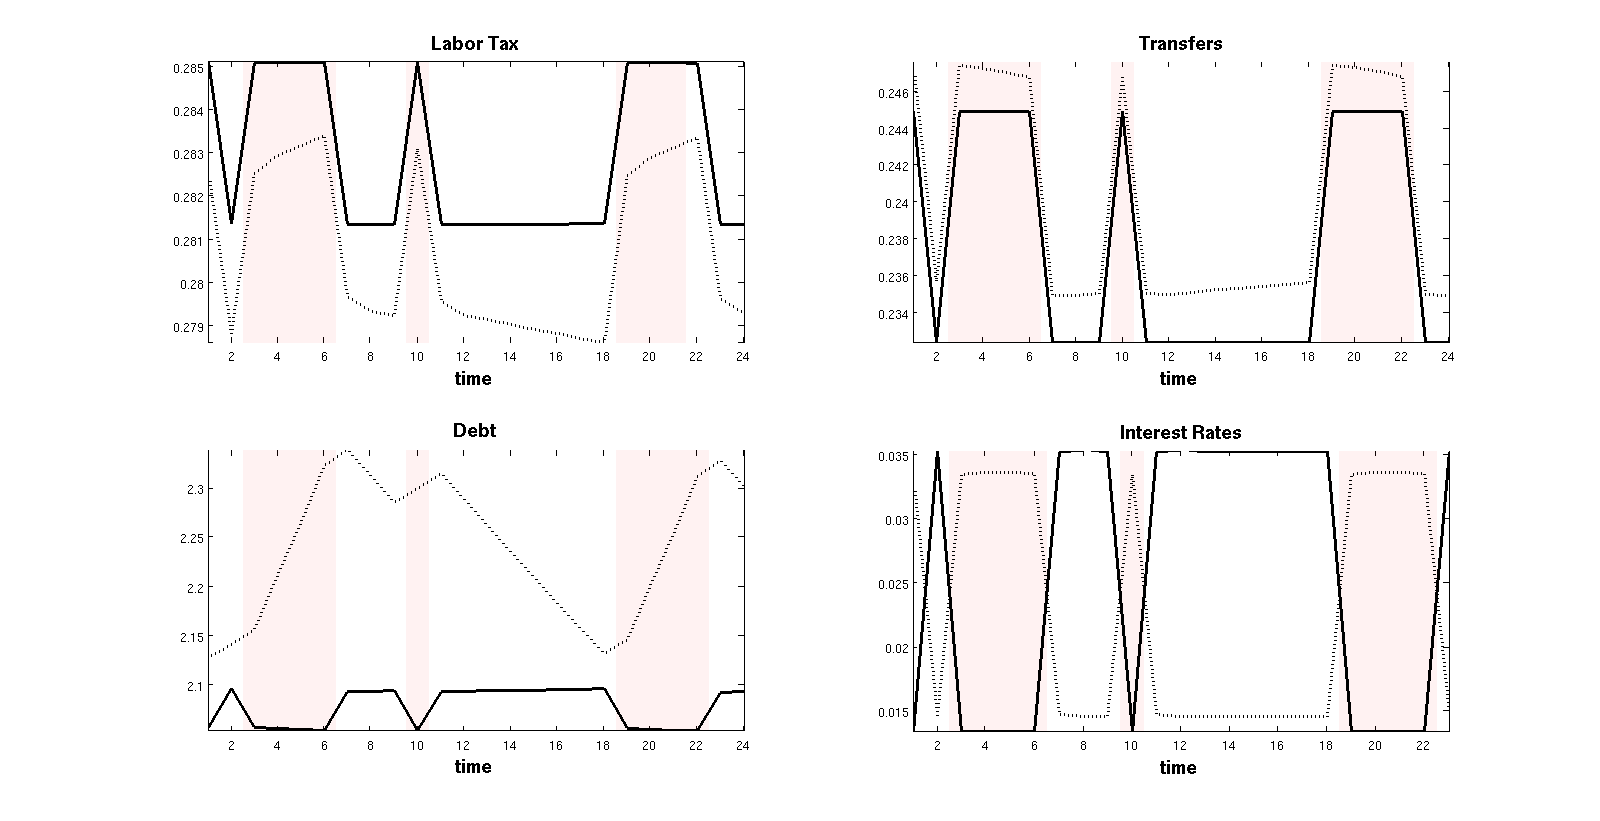 Labor Tax
0.285
0.284
0.283
0.282
0.281
0.28
0.279
2 4 6 8 10 12 14 16 18 20 22 24
time
Transfers
0.246
0.244
0.242
0.24
0.238
0.236
0.234
2 4 6 8 10 12 14 16 18 20 22 24
time
Debt
2.3
2.25
2.2
2.15
2.1
2 4 6 8 10 12 14 16 18 20 22 24
time
Interest Rates
0.035
0.03
0.025
0.02
0.015
2 4 6 8 10 12 14 16 18 20 22
time